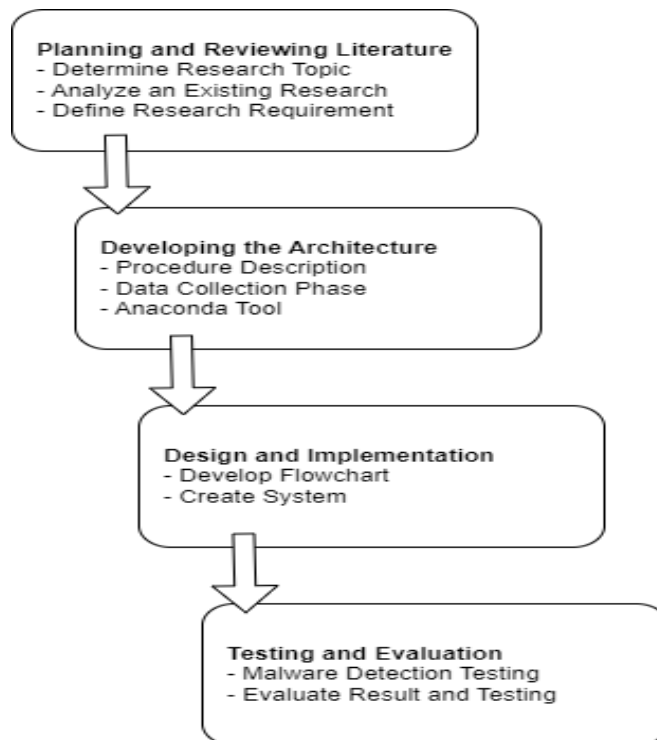 Planning and Reviewing Literature
- Determine Research Topic
- Analyze an Existing Research
- Define Research Requirement
Developing the Architecture
- Procedure Description
- Data Collection Phase
- Anaconda Tool
Design and Implementation
- Develop Flowchart
- Create System
Testing and Evaluation
- Malware Detection Testing
- Evaluate Result and Testing